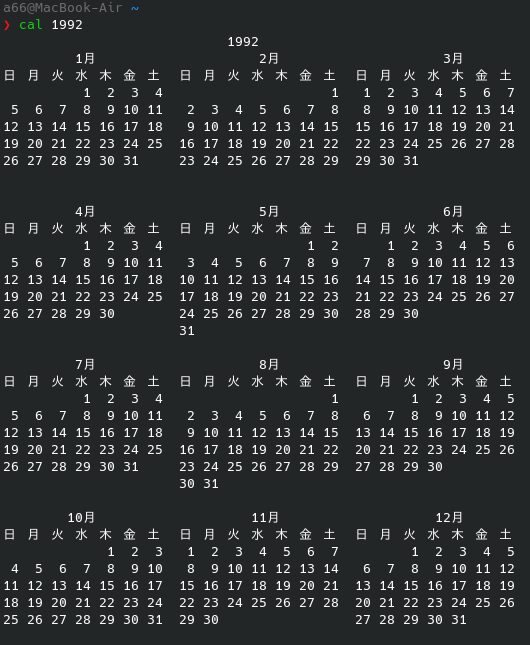 a66@MacBook-Air ~
❯ cal 1992
                            1992
         1月                    2月                    3月
日 月 火 水 木 金 土  日 月 火 水 木 金 土  日 月 火 水 木 金 土
          1  2  3  4                     1   1  2  3  4  5  6  7
 5  6  7  8  9 10 11   2  3  4  5  6  7  8   8  9 10 11 12 13 14
12 13 14 15 16 17 18   9 10 11 12 13 14 15  15 16 17 18 19 20 21
19 20 21 22 23 24 25  16 17 18 19 20 21 22  22 23 24 25 26 27 28
26 27 28 29 30 31     23 24 25 26 27 28 29  29 30 31
         4月                    5月                    6月
日 月 火 水 木 金 土  日 月 火 水 木 金 土  日 月 火 水 木 金 土
          1  2  3  4                  1  2      1  2  3  4  5  6
 5  6  7  8  9 10 11   3  4  5  6  7  8  9   7  8  9 10 11 12 13
12 13 14 15 16 17 18  10 11 12 13 14 15 16  14 15 16 17 18 19 20
19 20 21 22 23 24 25  17 18 19 20 21 22 23  21 22 23 24 25 26 27
26 27 28 29 30        24 25 26 27 28 29 30  28 29 30
                      31
         7月                    8月                    9月
日 月 火 水 木 金 土  日 月 火 水 木 金 土  日 月 火 水 木 金 土
          1  2  3  4                     1         1  2  3  4  5
 5  6  7  8  9 10 11   2  3  4  5  6  7  8   6  7  8  9 10 11 12
12 13 14 15 16 17 18   9 10 11 12 13 14 15  13 14 15 16 17 18 19
19 20 21 22 23 24 25  16 17 18 19 20 21 22  20 21 22 23 24 25 26
26 27 28 29 30 31     23 24 25 26 27 28 29  27 28 29 30
                      30 31
        10月                   11月                   12月
日 月 火 水 木 金 土  日 月 火 水 木 金 土  日 月 火 水 木 金 土
             1  2  3   1  2  3  4  5  6  7         1  2  3  4  5
 4  5  6  7  8  9 10   8  9 10 11 12 13 14   6  7  8  9 10 11 12
11 12 13 14 15 16 17  15 16 17 18 19 20 21  13 14 15 16 17 18 19
18 19 20 21 22 23 24  22 23 24 25 26 27 28  20 21 22 23 24 25 26
25 26 27 28 29 30 31  29 30                 27 28 29 30 31